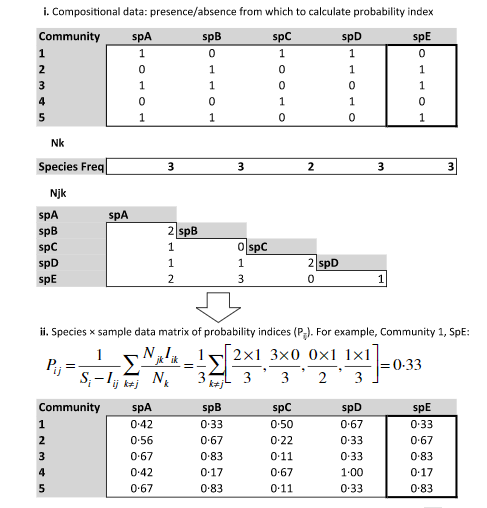 i. Compositional data: presence/absence from which to calculate probability index
Community spA spB spC spD spE
1 1 0 1 1 0
2 0 1 0 1 1
3 1 1 0 0 1
4 0 0 1 1 0
5 1 1 0 0 1
Nk
Species Freq 3 3 2 3 3
Njk
spA spA
spB 2 spB
spC 1 0 spC
spD 1 1 2 spD
spE 2 3 0 1
ii. Species × sample data matrix of probability indices (Pij). For example, Community 1, SpE:
Pij = 1/(Si − Iij) ∑k≠j NjkIik/Nk = 1/3 ∑k≠j [2×1/3, 3×0/3, 0×1/2, 1×1/3] = 0·33
Community spA spB spC spD spE
1 0·42 0·33 0·50 0·67 0·33
2 0·56 0·67 0·22 0·33 0·67
3 0·67 0·83 0·11 0·33 0·83
4 0·42 0·17 0·67 1·00 0·17
5 0·67 0·83 0·11 0·33 0·83